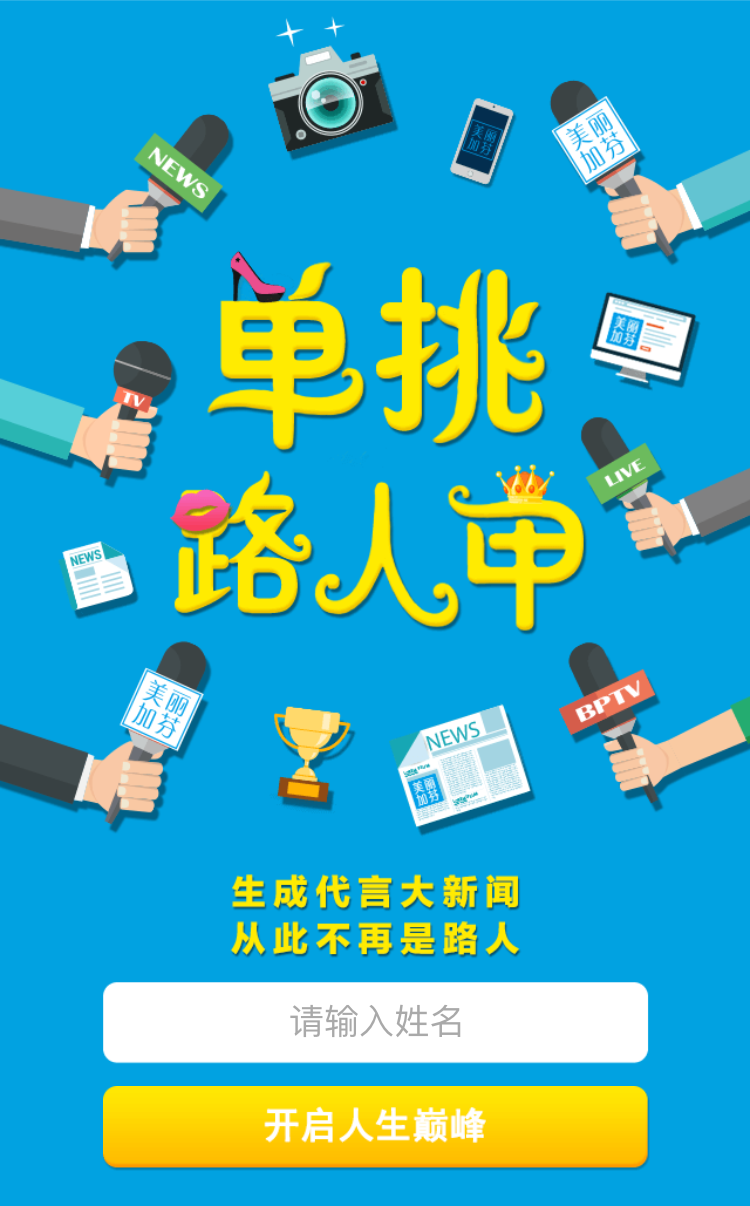 NEWS
美丽
加芬
美丽
加芬
单挑
美丽
加芬
TV
LIVE
路人甲
NEWS
美丽
加芬
BPTV
NEWS
美丽
加芬
生成代言大新闻
从此不再是路人
请输入姓名
开启人生巅峰